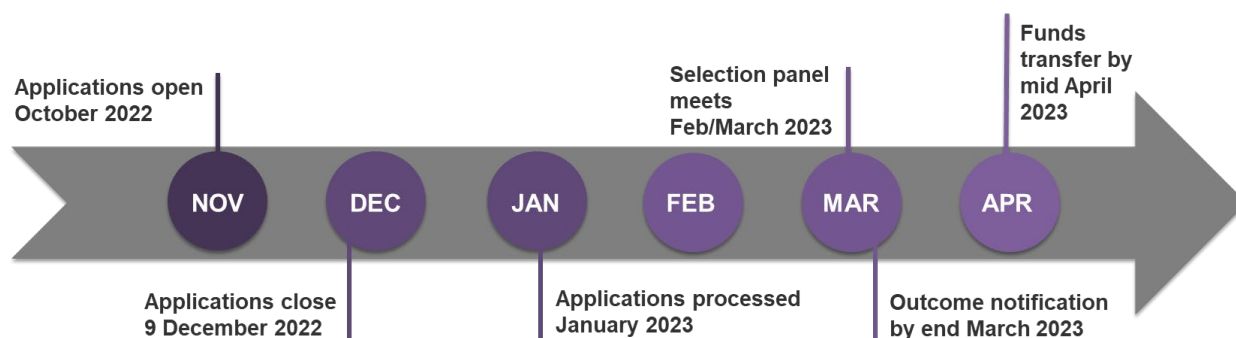 Applications open
October 2022
Selection panel
meets
Feb/March 2023
Funds
transfer by
mid April
2023
NOV
DEC
JAN
FEB
MAR
APR
Applications close
9 December 2022
Applications processed
January 2023
Outcome notification
by end March 2023